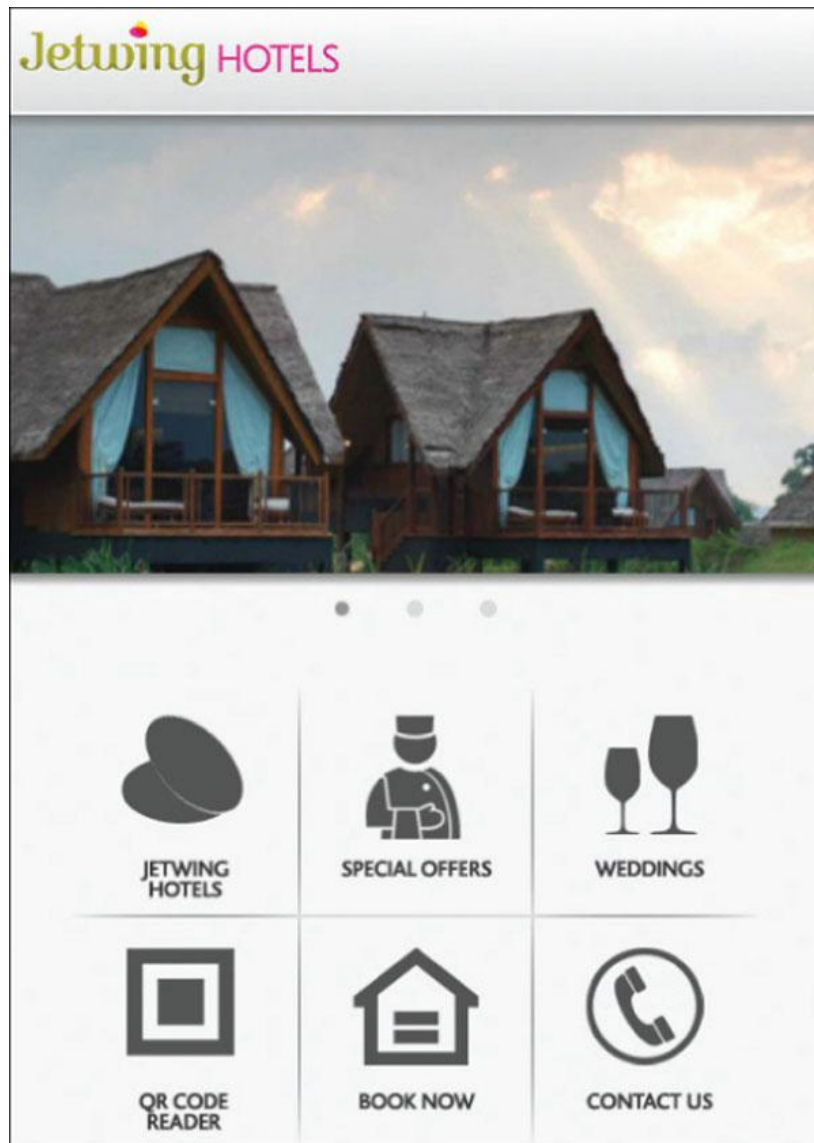 Jetwing HOTELS
JETWING
HOTELS
SPECIAL OFFERS
WEDDINGS
QR CODE
READER
BOOK NOW
CONTACT US